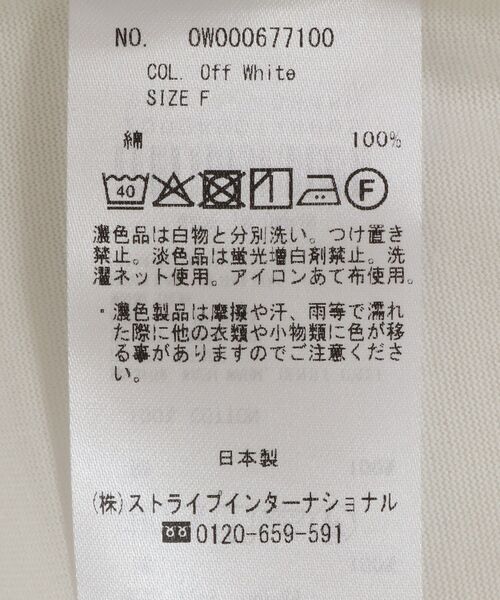 NO. 0W000677100
COL. Off White
SIZE F
綿 100%
40 F
濃色品は白物と分別洗い。つけ置き
禁止。淡色品は蛍光増白剤禁止。洗
濯ネット使用。アイロンあて布使用。
・濃色製品は摩擦や汗、雨等で濡れ
た際に他の衣類や小物類に色が移
る事がありますのでご注意くださ
い。
日本製
(株)ストライプインターナショナル
0120-659-591